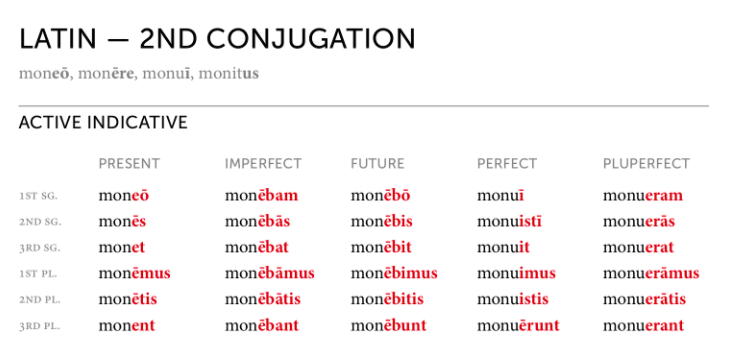 LATIN — 2ND CONJUGATION
moneō, monēre, monuī, monitus
ACTIVE INDICATIVE
PRESENT IMPERFECT FUTURE PERFECT PLUPERFECT
1ST SG. moneō monēbam monēbō monuī monueram
2ND SG. monēs monēbās monēbis monuistī monuerās
3RD SG. monet monēbat monēbit monuit monuerat
1ST PL. monēmus monēbāmus monēbimus monuimus monuerāmus
2ND PL. monētis monēbātis monēbitis monuistis monuerātis
3RD PL. monent monēbant monēbunt monuērunt monuerant